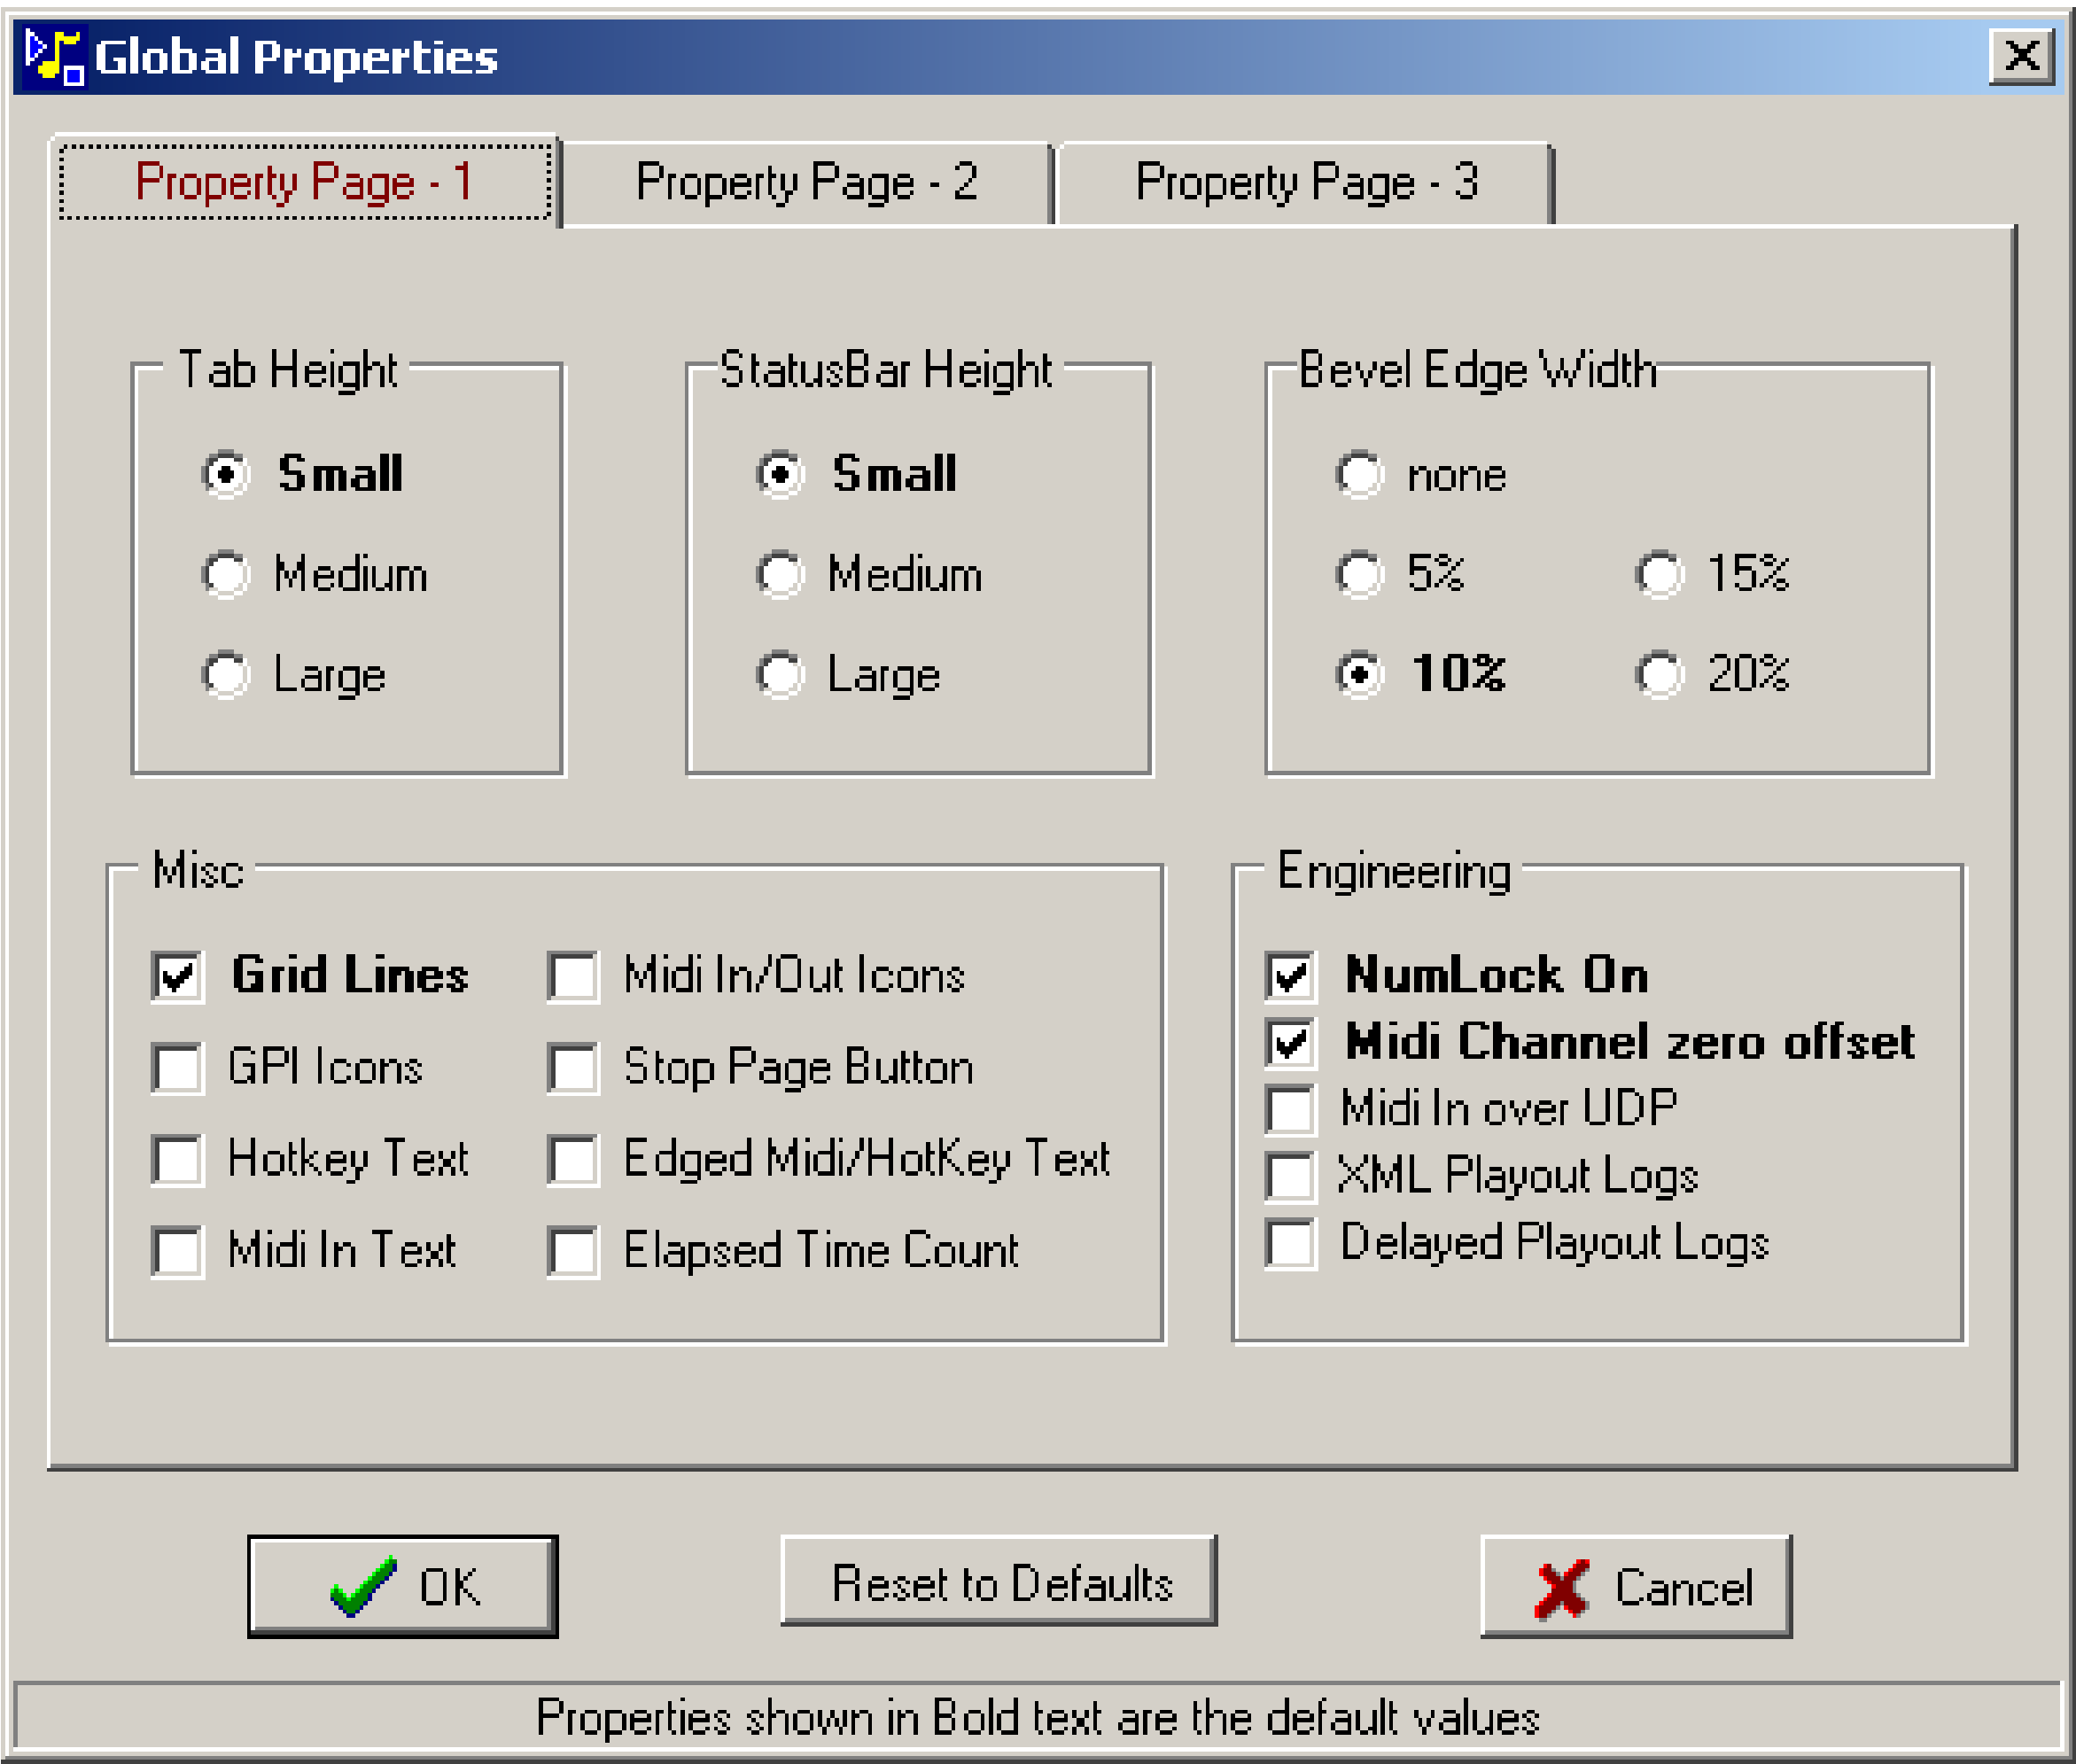 Global Properties
Property Page - 1
Property Page - 2
Property Page - 3
Tab Height
Small
Medium
Large
StatusBar Height
Small
Medium
Large
Bevel Edge Width
none
5%
15%
10%
20%
Misc
Grid Lines
Midi In/Out Icons
GPI Icons
Stop Page Button
Hotkey Text
Edged Midi/HotKey Text
Midi In Text
Elapsed Time Count
Engineering
NumLock On
Midi Channel zero offset
Midi In over UDP
XML Playout Logs
Delayed Playout Logs
OK
Reset to Defaults
Cancel
Properties shown in Bold text are the default values